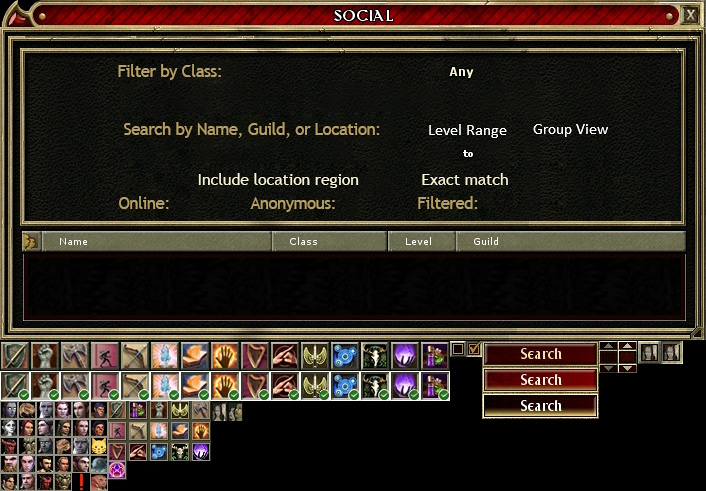 SOCIAL X
Filter by Class: Any
Search by Name, Guild, or Location: Level Range Group View
to
Include location region Exact match
Online: Anonymous: Filtered:
Name Class Level Guild
Search
Search
Search